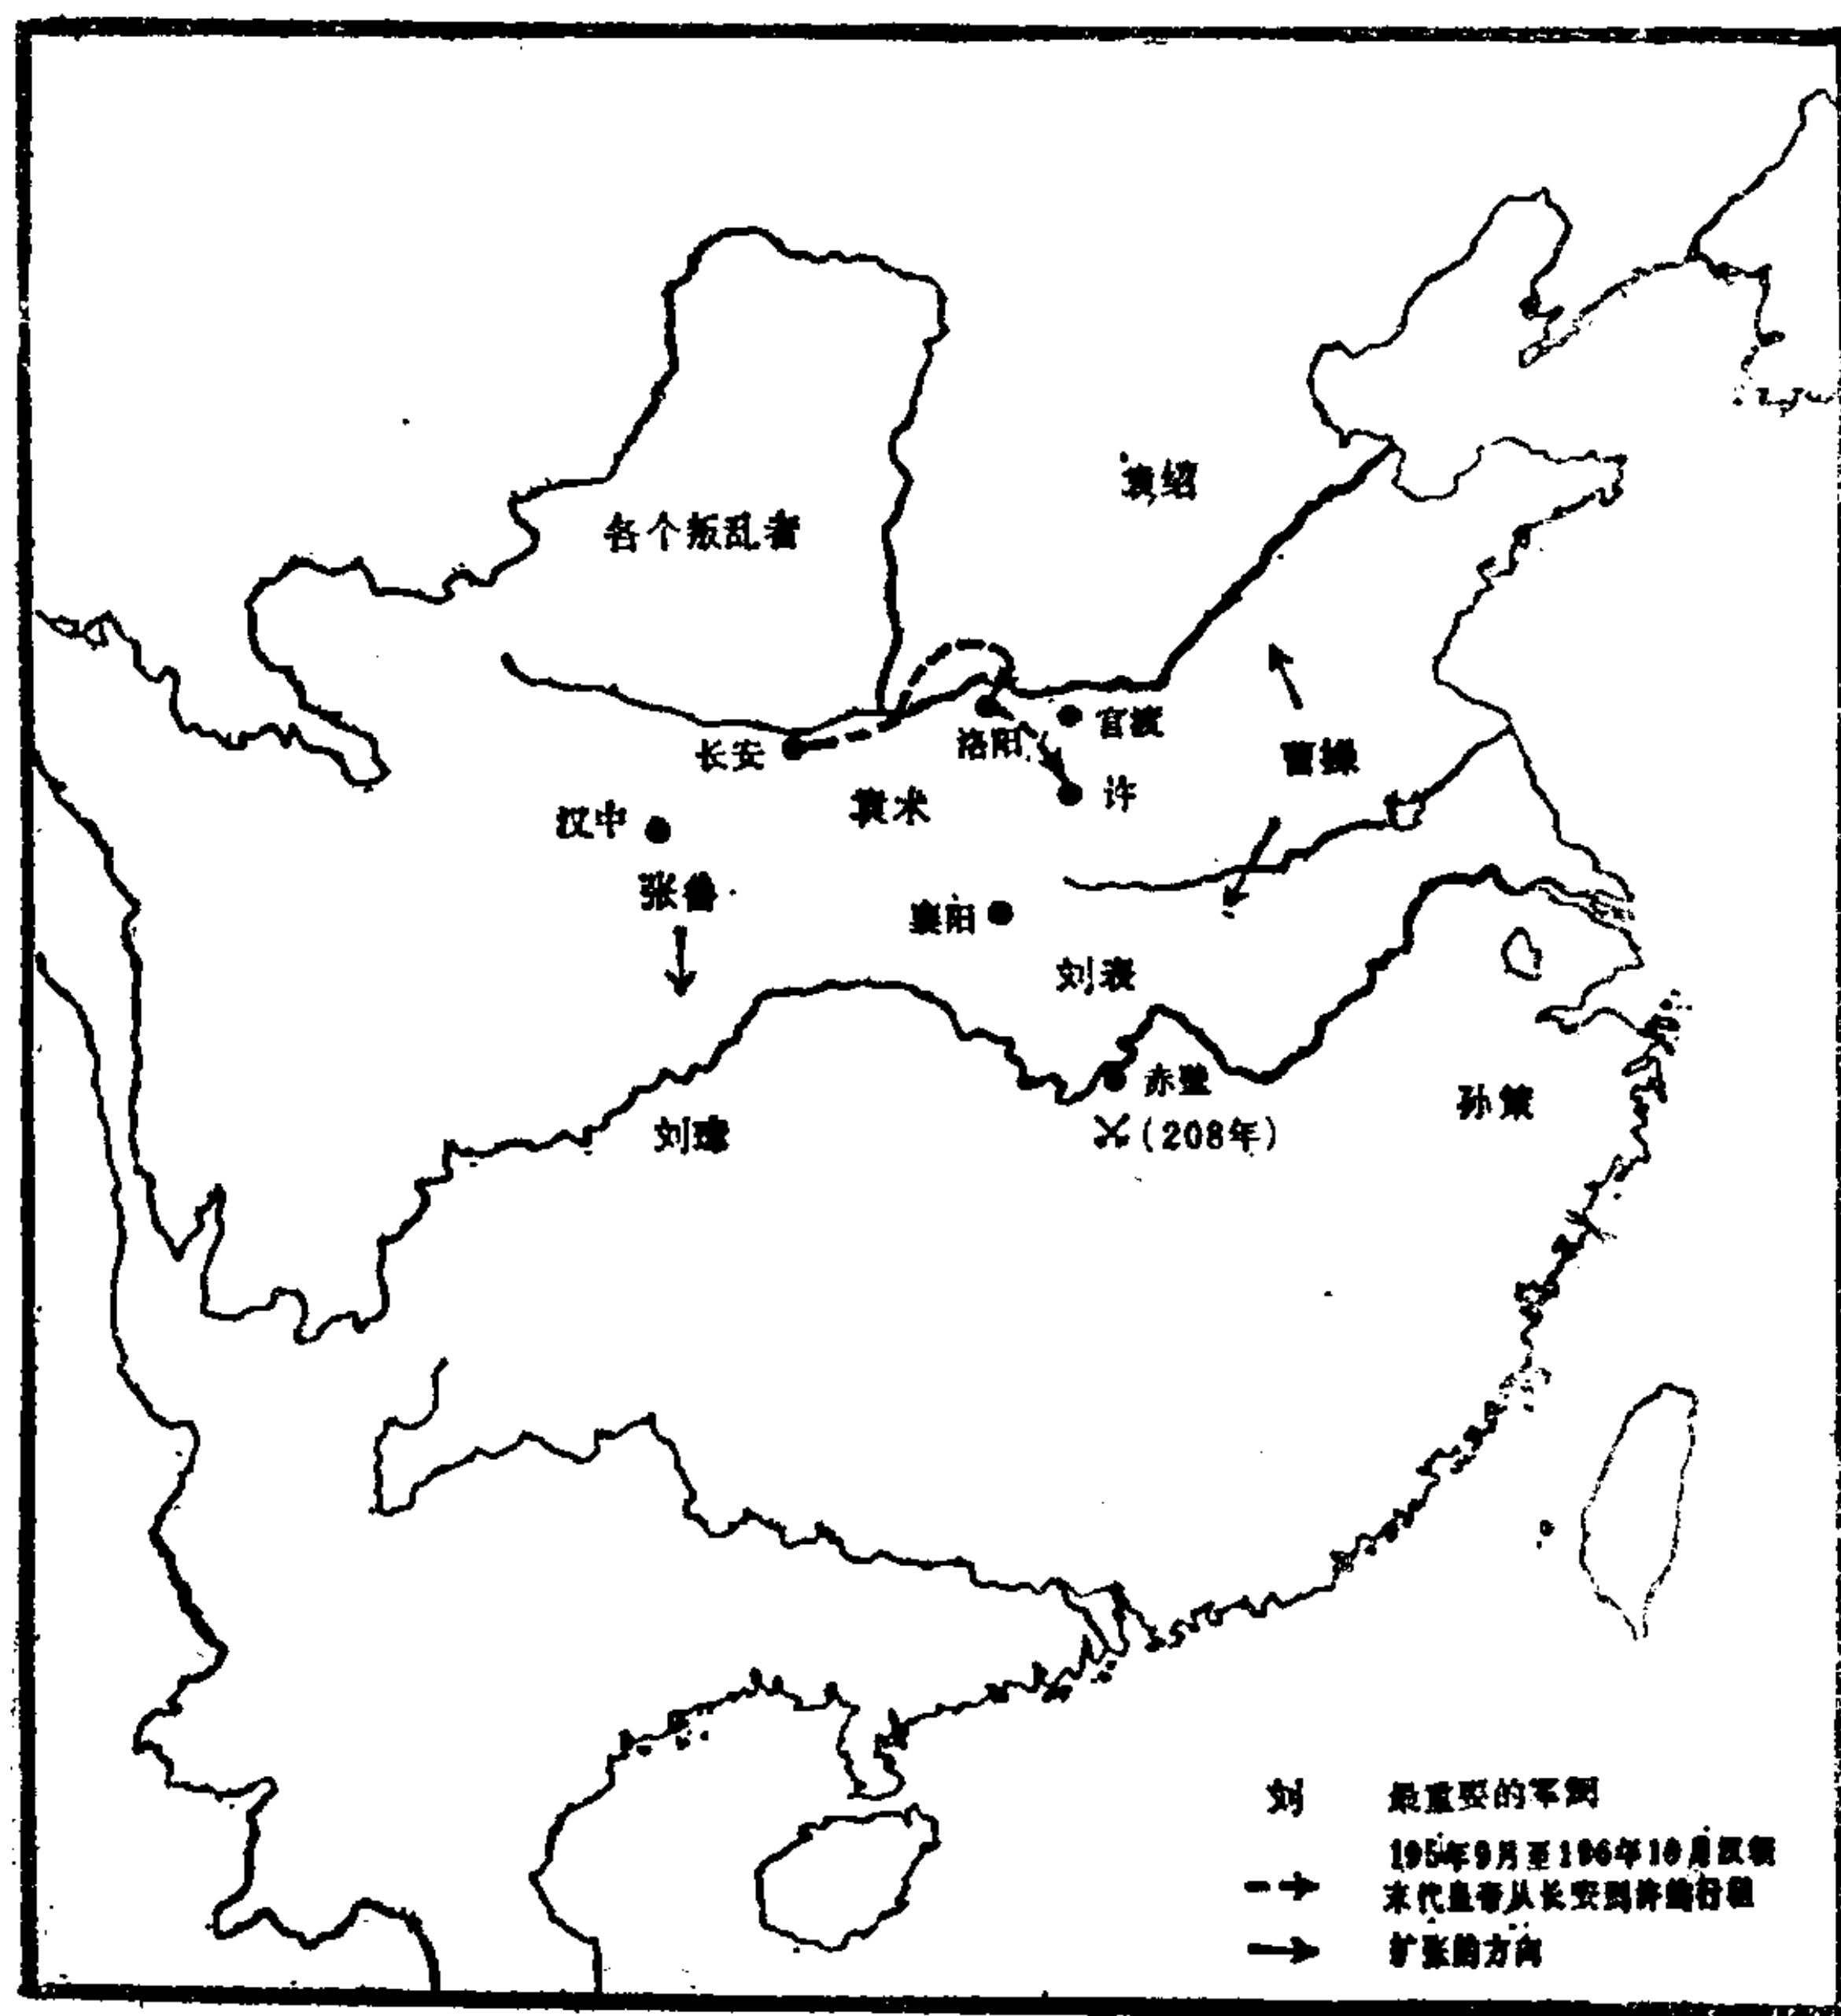 袁绍
各个叛乱者
官渡
长安
洛阳
曹操
许
袁术
汉中
张鲁
襄阳
刘表
赤壁
孙策
刘璋
(208年)
刘 最重要的军阀
195年9月至196年10月汉朝
末代皇帝从长安到许的行程
扩张的方向